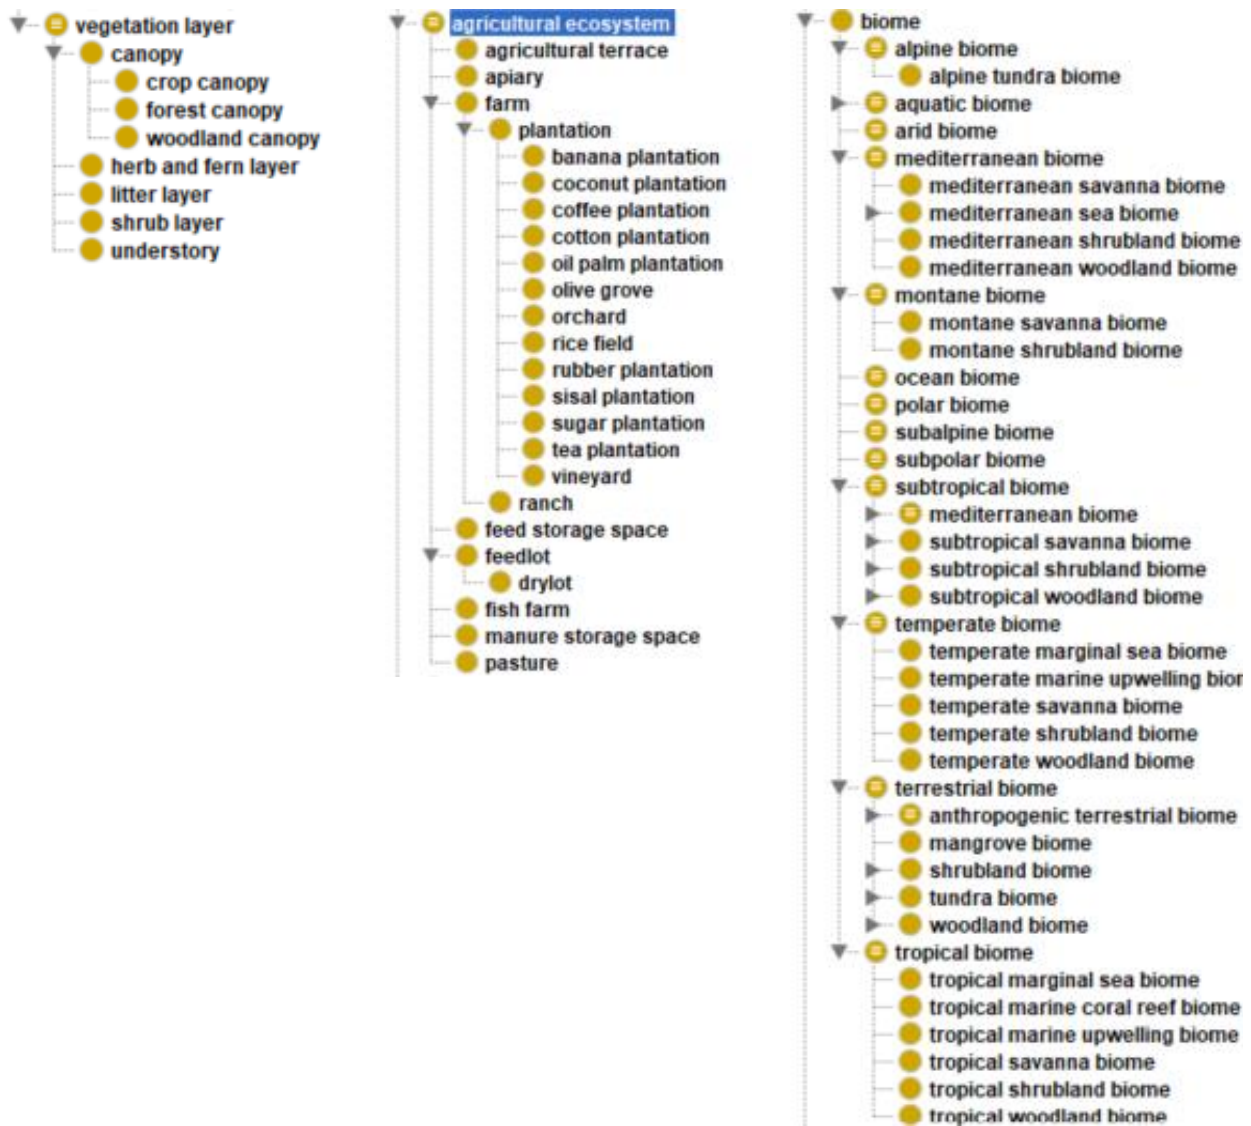 vegetation layer
canopy
crop canopy
forest canopy
woodland canopy
herb and fern layer
litter layer
shrub layer
understory
agricultural ecosystem
agricultural terrace
apiary
farm
plantation
banana plantation
coconut plantation
coffee plantation
cotton plantation
oil palm plantation
olive grove
orchard
rice field
rubber plantation
sisal plantation
sugar plantation
tea plantation
vineyard
ranch
feed storage space
feedlot
drylot
fish farm
manure storage space
pasture
biome
alpine biome
alpine tundra biome
aquatic biome
arid biome
mediterranean biome
mediterranean savanna biome
mediterranean sea biome
mediterranean shrubland biome
mediterranean woodland biome
montane biome
montane savanna biome
montane shrubland biome
ocean biome
polar biome
subalpine biome
subpolar biome
subtropical biome
mediterranean biome
subtropical savanna biome
subtropical shrubland biome
subtropical woodland biome
temperate biome
temperate marginal sea biome
temperate marine upwelling bior
temperate savanna biome
temperate shrubland biome
temperate woodland biome
terrestrial biome
anthropogenic terrestrial biome
mangrove biome
shrubland biome
tundra biome
woodland biome
tropical biome
tropical marginal sea biome
tropical marine coral reef biome
tropical marine upwelling biome
tropical savanna biome
tropical shrubland biome
tropical woodland biome